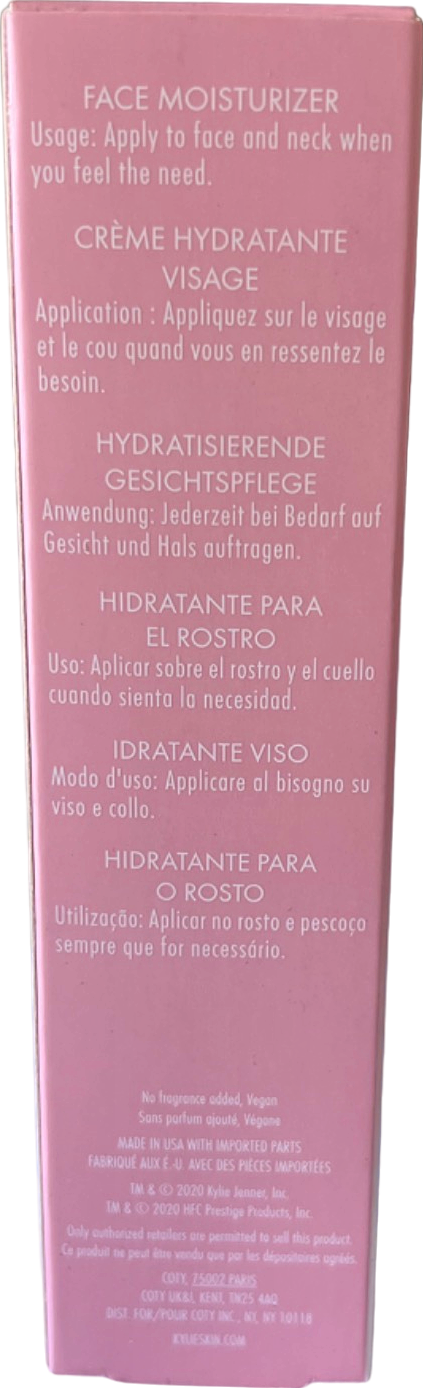 FACE MOISTURIZER
Usage: Apply to face and neck when
you feel the need.
CRÈME HYDRATANTE
VISAGE
Application : Appliquez sur le visage
et le cou quand vous en ressentez le
besoin.
HYDRATISIERENDE
GESICHTSPFLEGE
Anwendung: Jederzeit bei Bedarf auf
Gesicht und Hals auftragen.
HIDRATANTE PARA
EL ROSTRO
Uso: Aplicar sobre el rostro y el cuello
cuando sienta la necesidad.
IDRATANTE VISO
Modo d'uso: Applicare al bisogno su
viso e collo.
HIDRATANTE PARA
O ROSTO
Utilização: Aplicar no rosto e pescoço
sempre que for necessário.
No fragrance added, Vegan
Sans parfum ajouté, Végane
MADE IN USA WITH IMPORTED PARTS
FABRIQUÉ AUX É.-U. AVEC DES PIÈCES IMPORTÉES
TM & © 2020 Kylie Jenner, Inc.
TM & © 2020 HFC Prestige Products, Inc.
Only authorized retailers are permitted to sell this product.
Ce produit ne peut être vendu que par les dépositaires agréés.
COTY, 75002 PARIS
COTY UK&I, KENT, TN25 4AQ
DIST. FOR/POUR COTY INC., NY, NY 10118
KYLIESKIN.COM